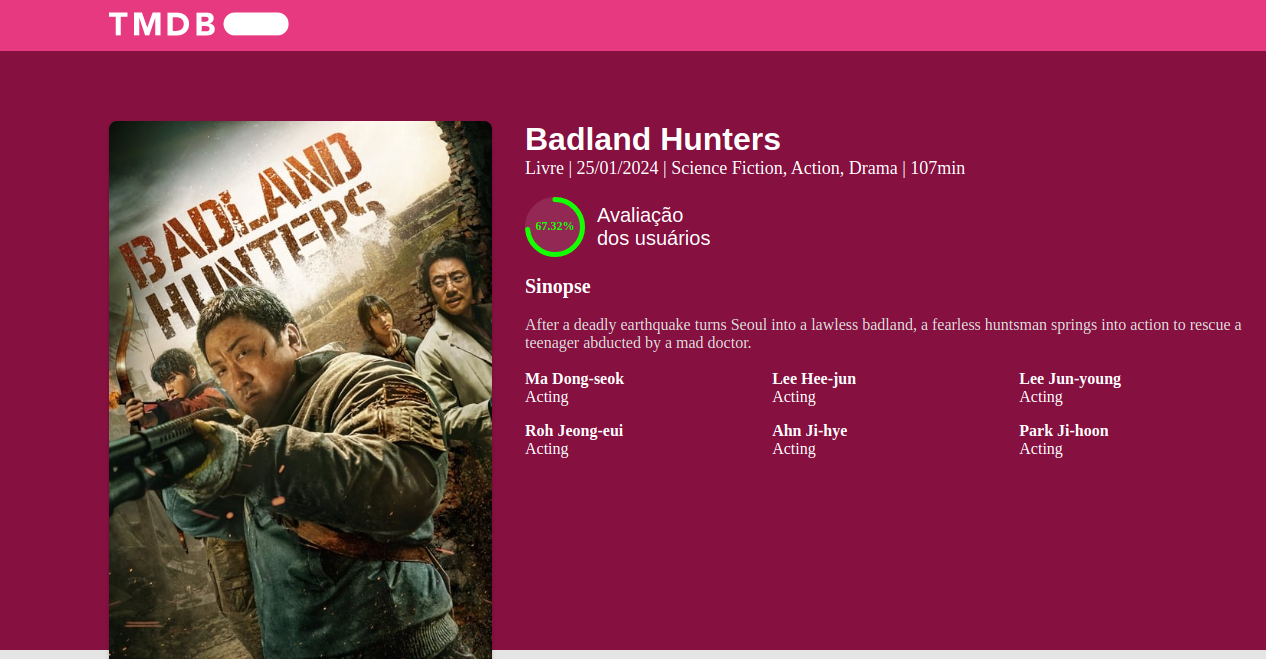 TMDB
BADLAND
HUNTERS
Badland Hunters
Livre | 25/01/2024 | Science Fiction, Action, Drama | 107min
67.32%
Avaliação
dos usuários
Sinopse
After a deadly earthquake turns Seoul into a lawless badland, a fearless huntsman springs into action to rescue a
teenager abducted by a mad doctor.
Ma Dong-seok Lee Hee-jun Lee Jun-young
Acting Acting Acting
Roh Jeong-eui Ahn Ji-hye Park Ji-hoon
Acting Acting Acting